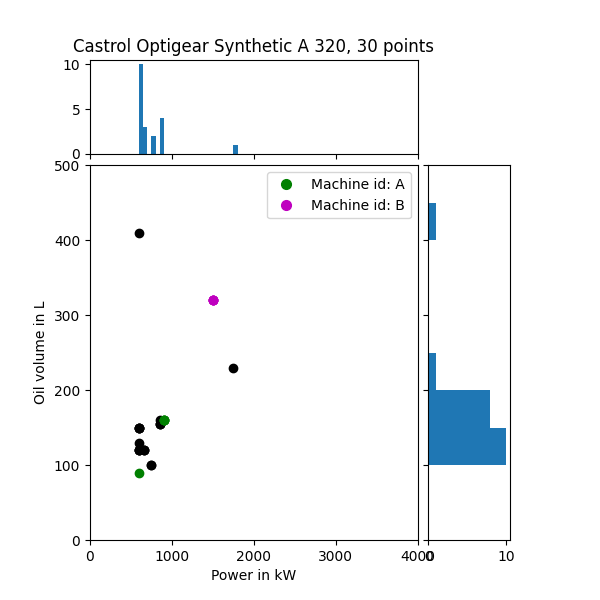 Castrol Optigear Synthetic A 320, 30 points
10
5
0
500
400
300
200
100
0
Oil volume in L
Machine id: A
Machine id: B
0 1000 2000 3000 4000
Power in kW
0 10